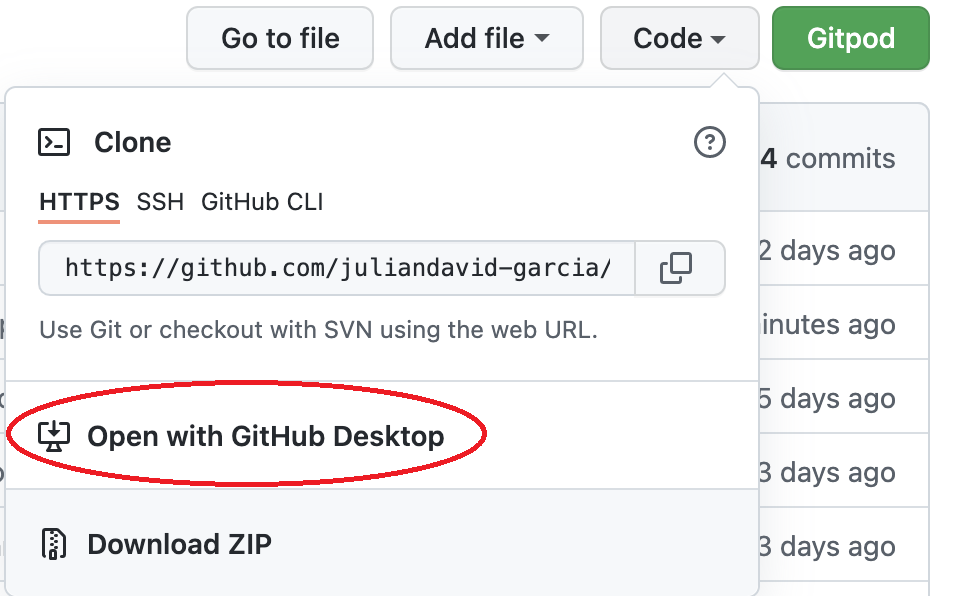 Go to file Add file Code Gitpod
Clone
4 commits
HTTPS SSH GitHub CLI
https://github.com/juliandavid-garcia/
2 days ago
Use Git or checkout with SVN using the web URL.
ago
5 days ago
Open with GitHub Desktop
3 days ago
Download ZIP
3 days ago